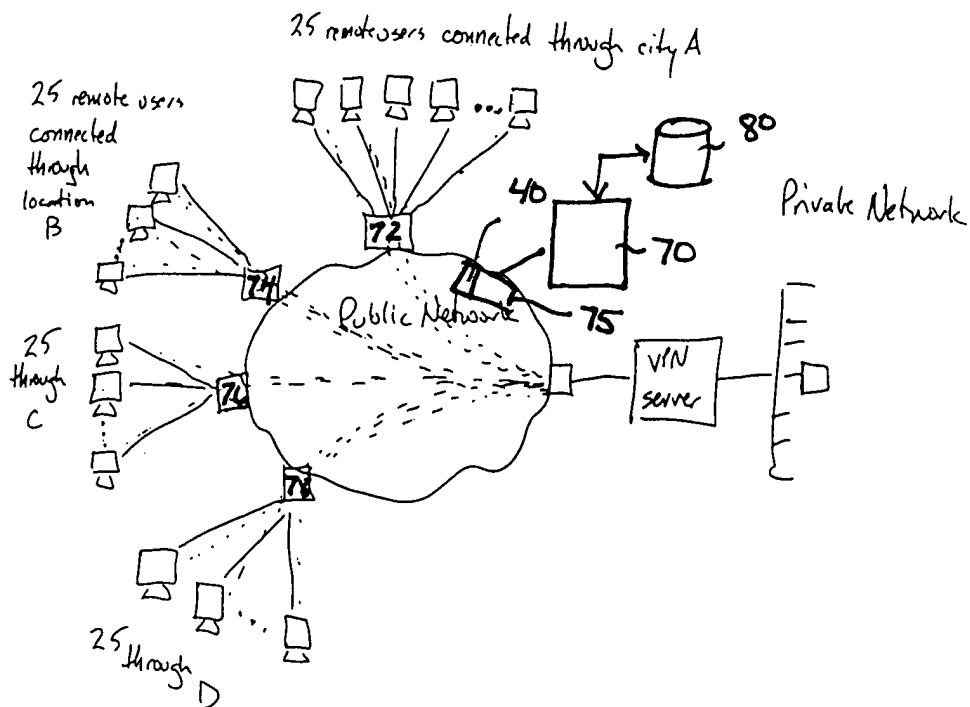 25 remote users connected through city A
25 remote users
connected
through
location
B
80
40
Private Network
72
70
74
Public Network
75
25
through
C
76
VPN
server
78
25 through
D